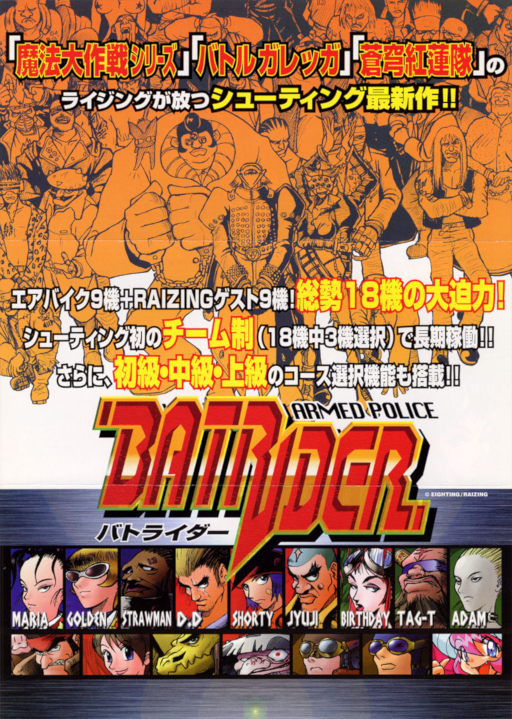 「魔法大作戦シリーズ」「バトルガレッガ」「蒼穹紅蓮隊」の
ライジングが放つシューティング最新作!!
エアバイク9機+RAIZINGゲスト9機!総勢18機の大迫力!
シューティング初のチーム制(18機中3機選択)で長期稼働!!
さらに、初級・中級・上級のコース選択機能も搭載!!
ARMED POLICE
BATRIDER
© EIGHTING/RAIZING
バトライダー
MARIA GOLDEN STRAWMAN D.D SHORTY JYUJI BIRTHDAY TAG-T ADAM